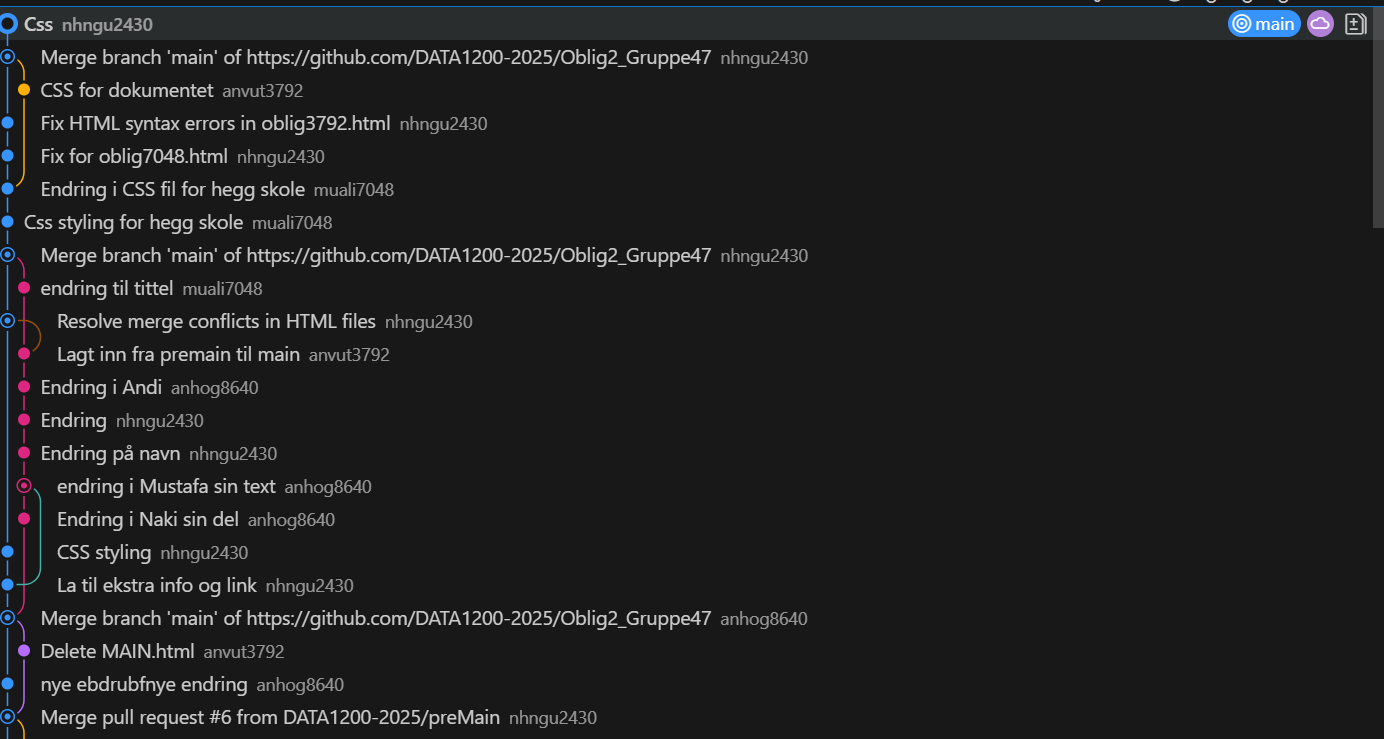 Css nhngu2430 main
Merge branch 'main' of https://github.com/DATA1200-2025/Oblig2_Gruppe47 nhngu2430
CSS for dokumentet anvut3792
Fix HTML syntax errors in oblig3792.html nhngu2430
Fix for oblig7048.html nhngu2430
Endring i CSS fil for hegg skole muali7048
Css styling for hegg skole muali7048
Merge branch 'main' of https://github.com/DATA1200-2025/Oblig2_Gruppe47 nhngu2430
endring til tittel muali7048
Resolve merge conflicts in HTML files nhngu2430
Lagt inn fra premain til main anvut3792
Endring i Andi anhog8640
Endring nhngu2430
Endring på navn nhngu2430
endring i Mustafa sin text anhog8640
Endring i Naki sin del anhog8640
CSS styling nhngu2430
La til ekstra info og link nhngu2430
Merge branch 'main' of https://github.com/DATA1200-2025/Oblig2_Gruppe47 anhog8640
Delete MAIN.html anvut3792
nye ebdrubfnye endring anhog8640
Merge pull request #6 from DATA1200-2025/preMain nhngu2430